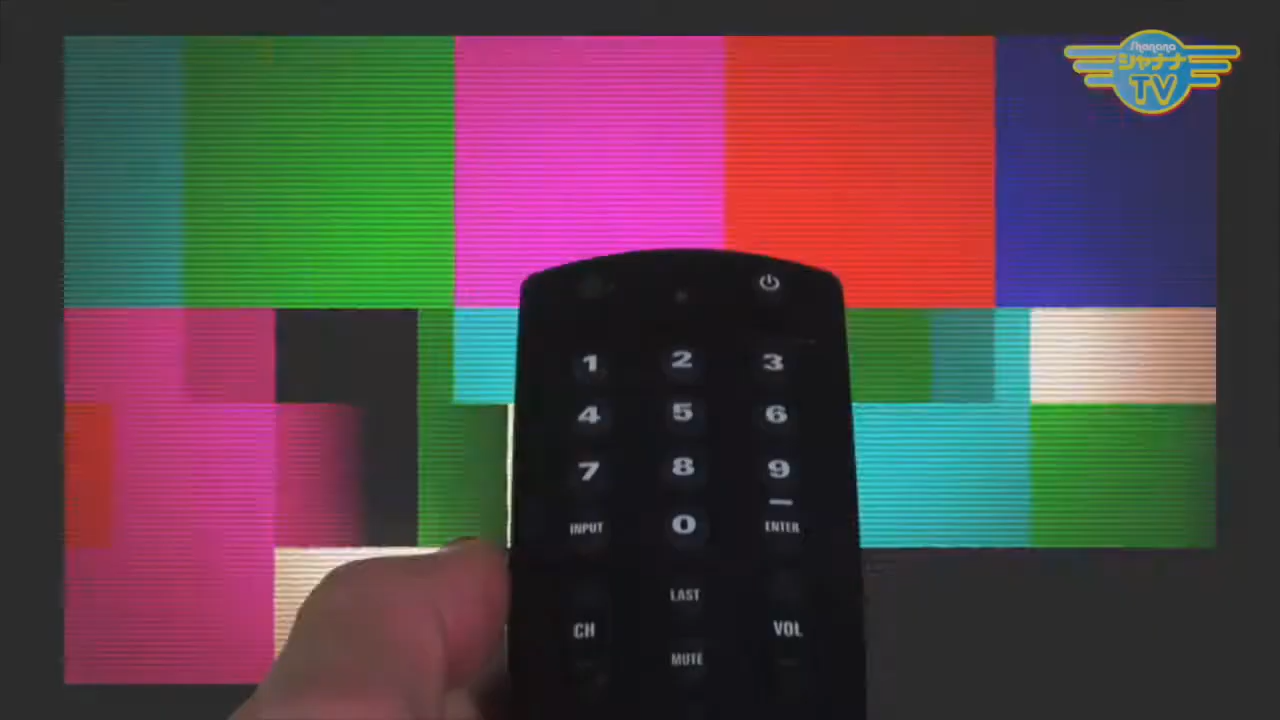 Shanana
シャナナ
TV
1 2 3
4 5 6
7 8 9
INPUT 0 ENTER
LAST
CH VOL
MUTE